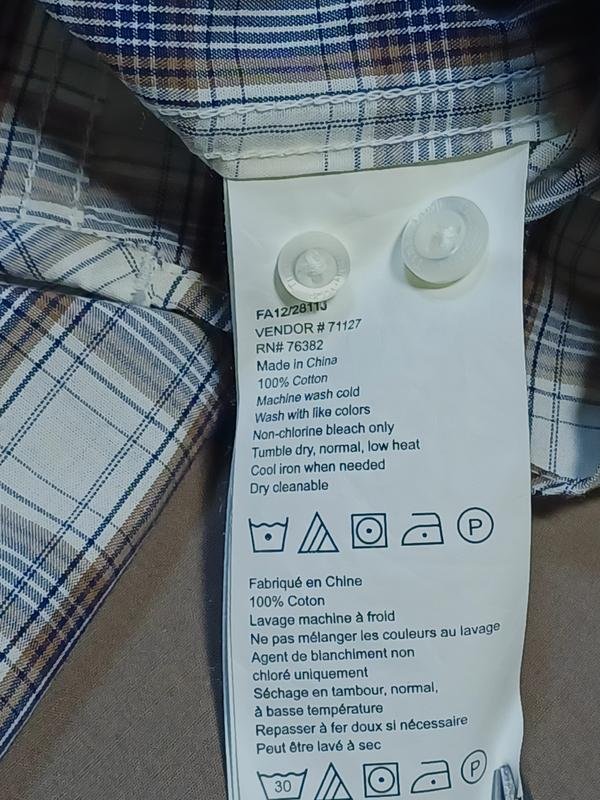 FA12/2811J
VENDOR # 71127
RN# 76382
Made in China
100% Cotton
Machine wash cold
Wash with like colors
Non-chlorine bleach only
Tumble dry, normal, low heat
Cool iron when needed
Dry cleanable
P
Fabriqué en Chine
100% Coton
Lavage machine à froid
Ne pas mélanger les couleurs au lavage
Agent de blanchiment non
chloré uniquement
Séchage en tambour, normal,
à basse température
Repasser à fer doux si nécessaire
Peut être lavé à sec
30 P